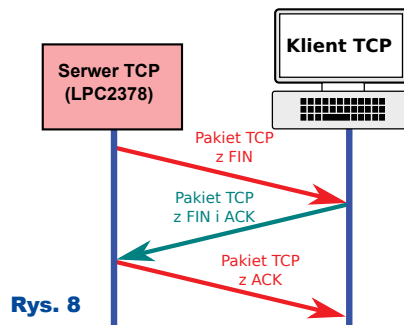 Serwer TCP
(LPC2378)
Klient TCP
Pakiet TCP
z FIN
Pakiet TCP
z FIN i ACK
Pakiet TCP
z ACK
Rys. 8